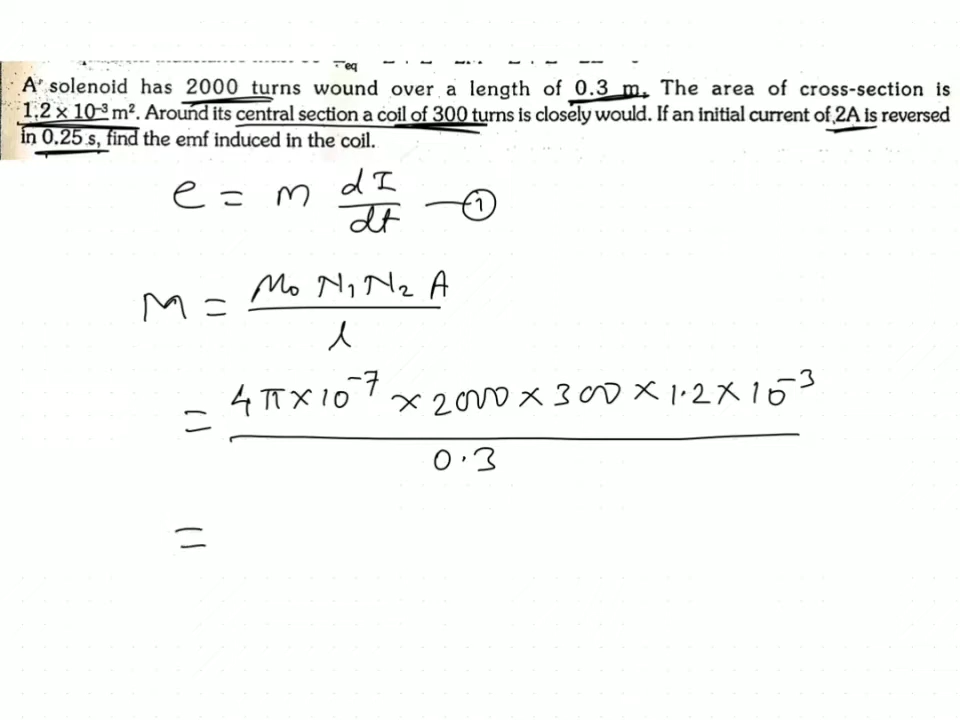 eq
A solenoid has 2000 turns wound over a length of 0.3 m. The area of cross-section is
1.2 × 10⁻³ m². Around its central section a coil of 300 turns is closely would. If an initial current of 2A is reversed
in 0.25 s, find the emf induced in the coil.
e = m dI/dt —①
M = μ₀ N₁ N₂ A / l
= 4π×10⁻⁷ × 2000 × 300 × 1.2 × 10⁻³ / 0.3
=